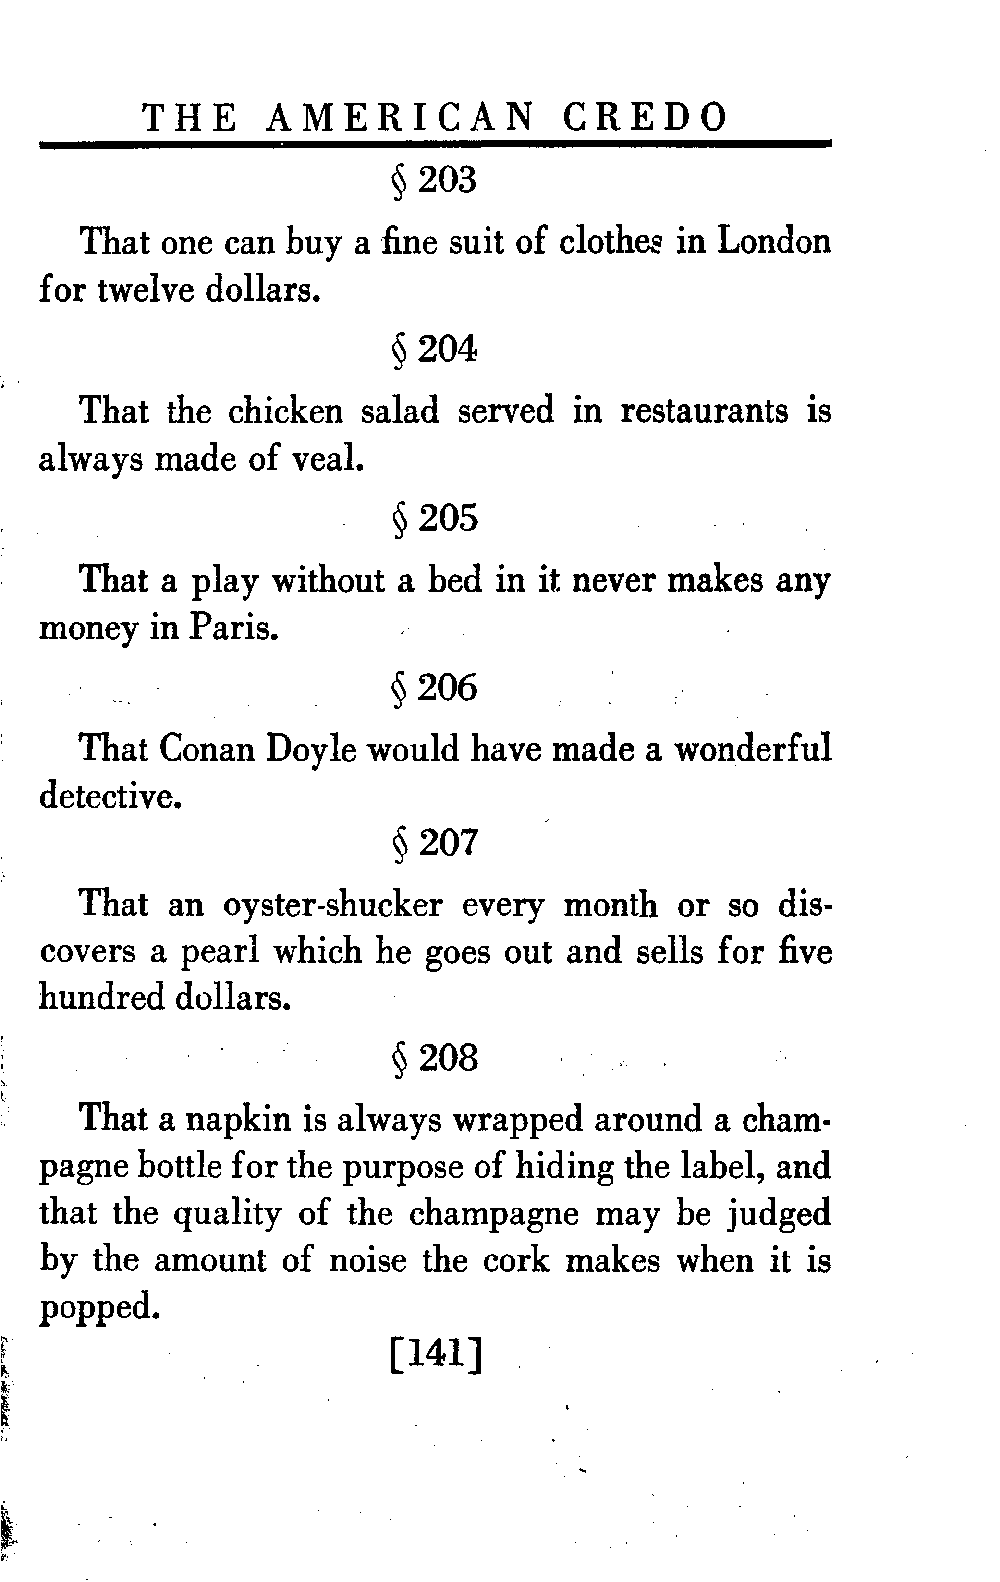 THE AMERICAN CREDO
§ 203
That one can buy a fine suit of clothes in London
for twelve dollars.
§ 204
That the chicken salad served in restaurants is
always made of veal.
§ 205
That a play without a bed in it never makes any
money in Paris.
§ 206
That Conan Doyle would have made a wonderful
detective.
§ 207
That an oyster-shucker every month or so dis-
covers a pearl which he goes out and sells for five
hundred dollars.
§ 208
That a napkin is always wrapped around a cham-
pagne bottle for the purpose of hiding the label, and
that the quality of the champagne may be judged
by the amount of noise the cork makes when it is
popped.
[141]